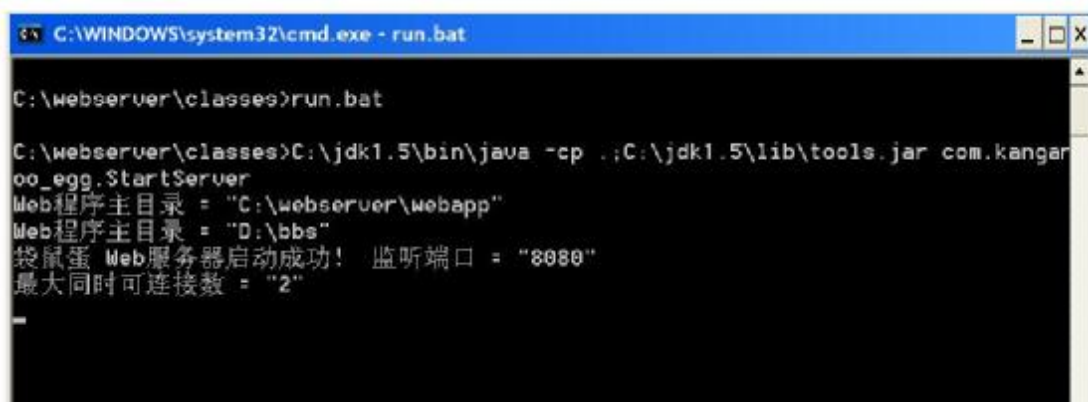 C:\WINDOWS\system32\cmd.exe - run.bat
C:\webserver\classes>run.bat
C:\webserver\classes>C:\jdk1.5\bin\java -cp .;C:\jdk1.5\lib\tools.jar com.kangar
oo_egg.StartServer
Web程序主目录 = "C:\webserver\webapp"
Web程序主目录 = "D:\bbs"
袋鼠蛋 Web服务器启动成功! 监听端口 = "8080"
最大同时可连接数 = "2"